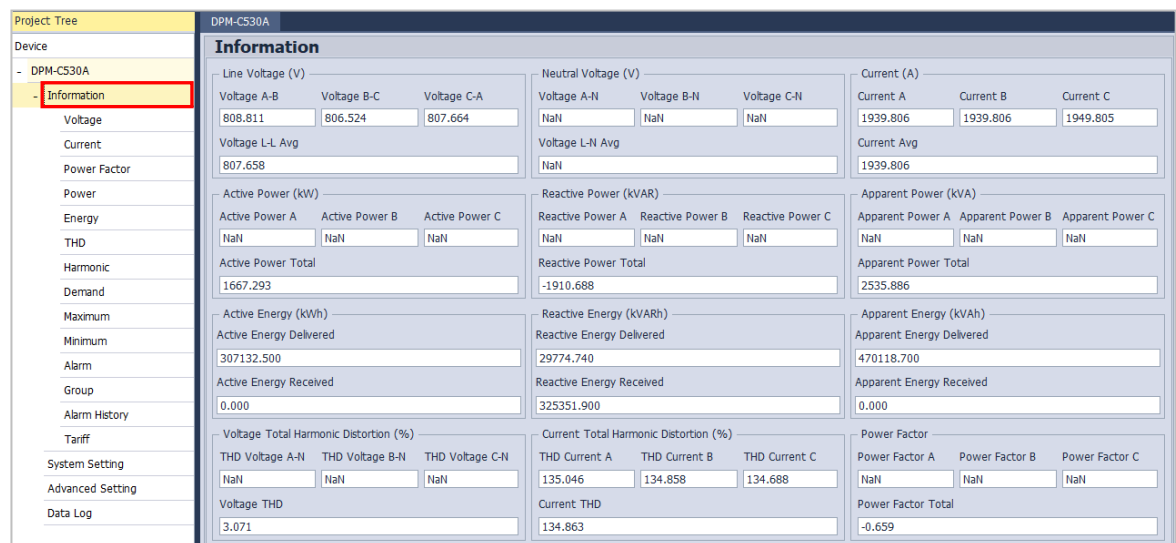 Project Tree
Device
- DPM-C530A
- Information
Voltage
Current
Power Factor
Power
Energy
THD
Harmonic
Demand
Maximum
Minimum
Alarm
Group
Alarm History
Tariff
System Setting
Advanced Setting
Data Log
DPM-C530A
Information
Line Voltage (V)
Voltage A-B Voltage B-C Voltage C-A
808.811 806.524 807.664
Voltage L-L Avg
807.658
Neutral Voltage (V)
Voltage A-N Voltage B-N Voltage C-N
NaN NaN NaN
Voltage L-N Avg
NaN
Current (A)
Current A Current B Current C
1939.806 1939.806 1949.805
Current Avg
1939.806
Active Power (kW)
Active Power A Active Power B Active Power C
NaN NaN NaN
Active Power Total
1667.293
Reactive Power (kVAR)
Reactive Power A Reactive Power B Reactive Power C
NaN NaN NaN
Reactive Power Total
-1910.688
Apparent Power (kVA)
Apparent Power A Apparent Power B Apparent Power C
NaN NaN NaN
Apparent Power Total
2535.886
Active Energy (kWh)
Active Energy Delivered
307132.500
Active Energy Received
0.000
Reactive Energy (kVARh)
Reactive Energy Delivered
29774.740
Reactive Energy Received
325351.900
Apparent Energy (kVAh)
Apparent Energy Delivered
470118.700
Apparent Energy Received
0.000
Voltage Total Harmonic Distortion (%)
THD Voltage A-N THD Voltage B-N THD Voltage C-N
NaN NaN NaN
Voltage THD
3.071
Current Total Harmonic Distortion (%)
THD Current A THD Current B THD Current C
135.046 134.858 134.688
Current THD
134.863
Power Factor
Power Factor A Power Factor B Power Factor C
NaN NaN NaN
Power Factor Total
-0.659